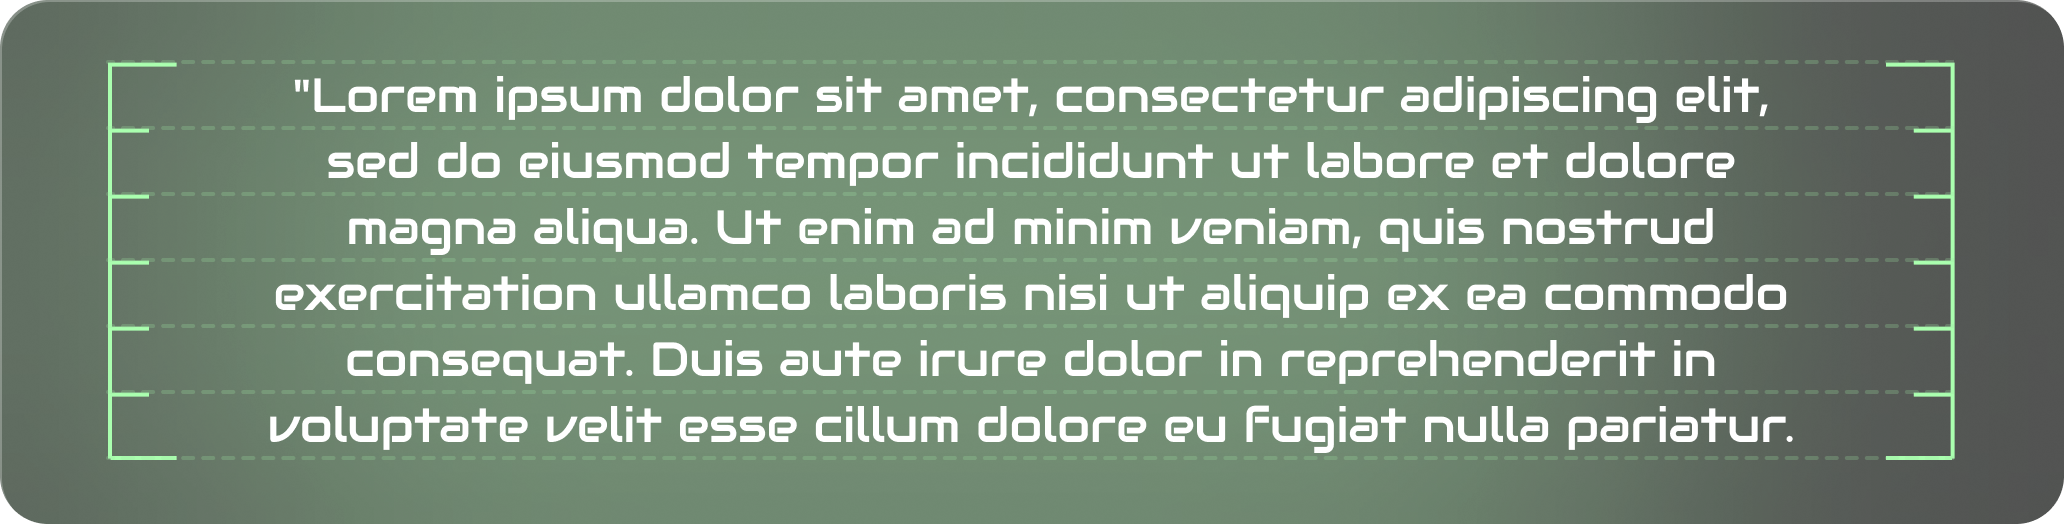 "Lorem ipsum dolor sit amet, consectetur adipiscing elit,
sed do eiusmod tempor incididunt ut labore et dolore
magna aliqua. Ut enim ad minim veniam, quis nostrud
exercitation ullamco laboris nisi ut aliquip ex ea commodo
consequat. Duis aute irure dolor in reprehenderit in
voluptate velit esse cillum dolore eu fugiat nulla pariatur.